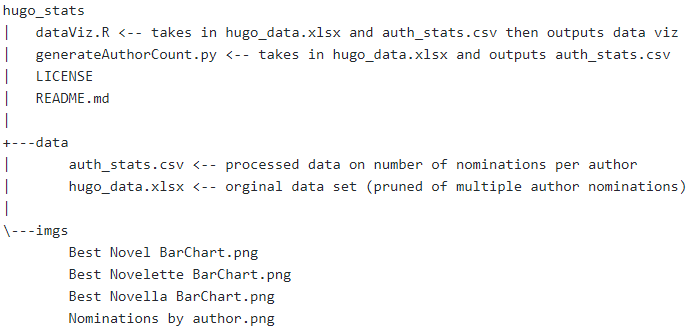 hugo_stats
|   dataViz.R <-- takes in hugo_data.xlsx and auth_stats.csv then outputs data viz
|   generateAuthorCount.py <-- takes in hugo_data.xlsx and outputs auth_stats.csv
|   LICENSE
|   README.md
|
+---data
|       auth_stats.csv <-- processed data on number of nominations per author
|       hugo_data.xlsx <-- orginal data set (pruned of multiple author nominations)
|
\---imgs
        Best Novel BarChart.png
        Best Novelette BarChart.png
        Best Novella BarChart.png
        Nominations by author.png